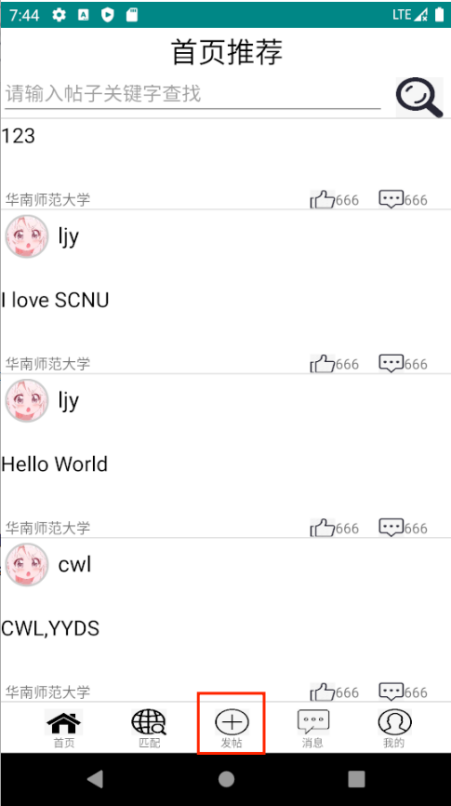 7:44 LTE
首页推荐
请输入帖子关键字查找
123
华南师范大学 666 666
ljy
I love SCNU
华南师范大学 666 666
ljy
Hello World
华南师范大学 666 666
cwl
CWL,YYDS
华南师范大学 666 666
首页 匹配 发帖 消息 我的